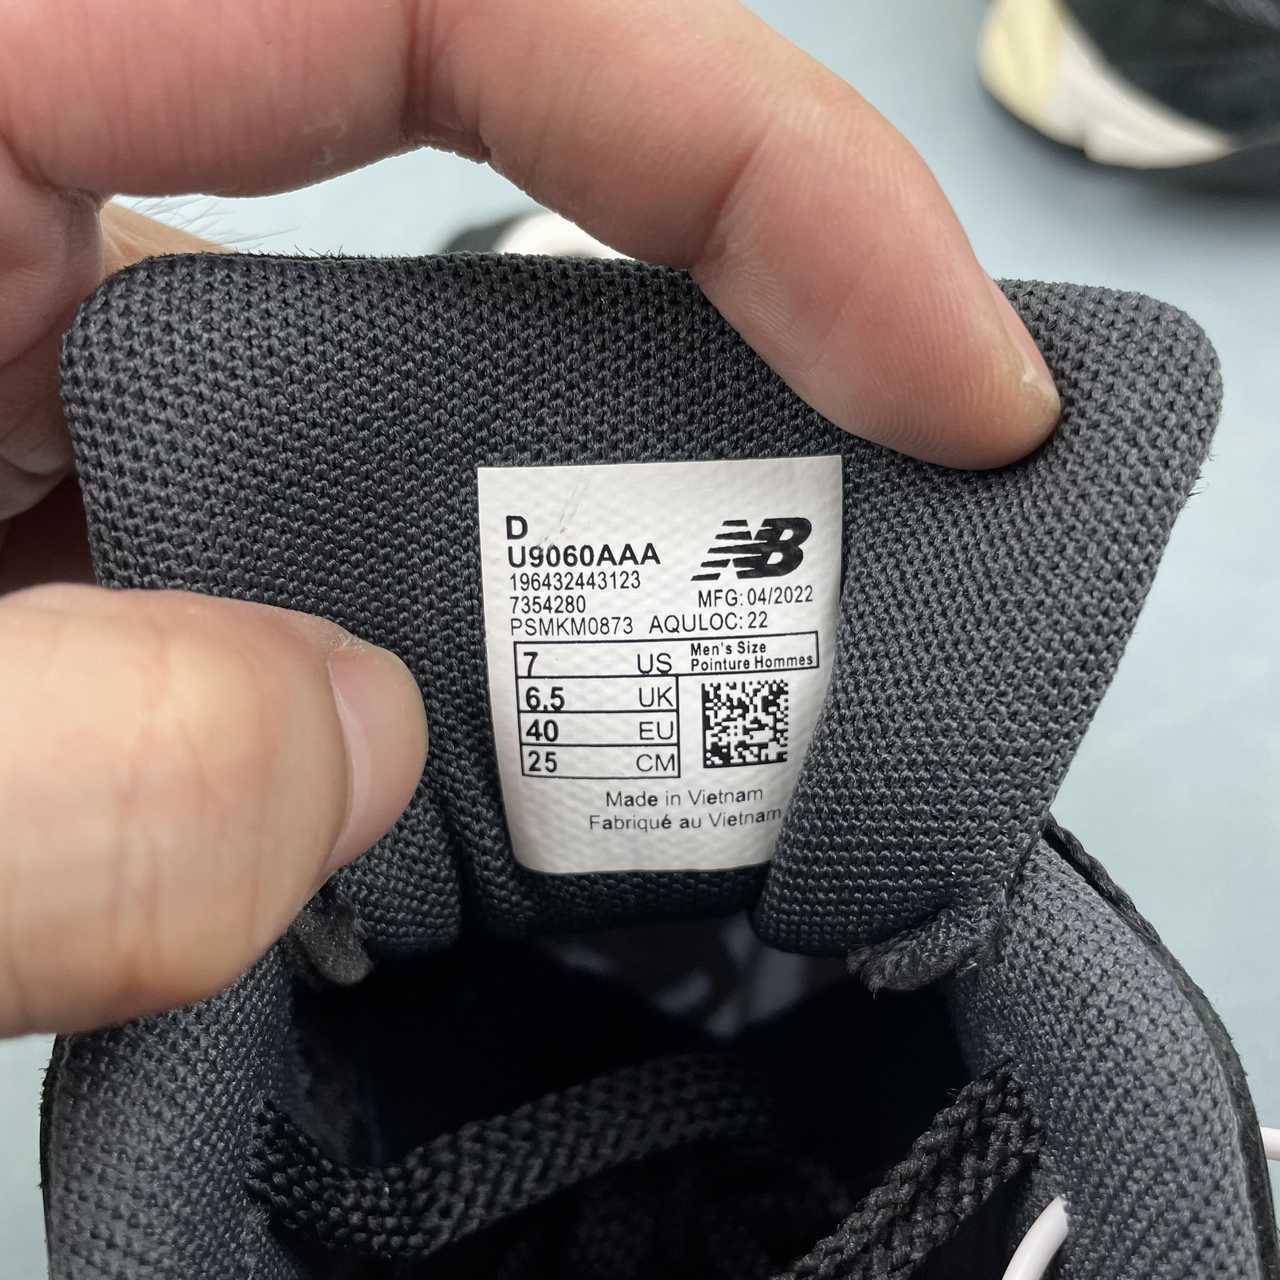 D
U9060AAA
NB
196432443123
7354280 MFG: 04/2022
PSMKM0873 AQULOC: 22
7 US Men's Size
Pointure Hommes
6.5 UK
40 EU
25 CM
Made in Vietnam
Fabriqué au Vietnam